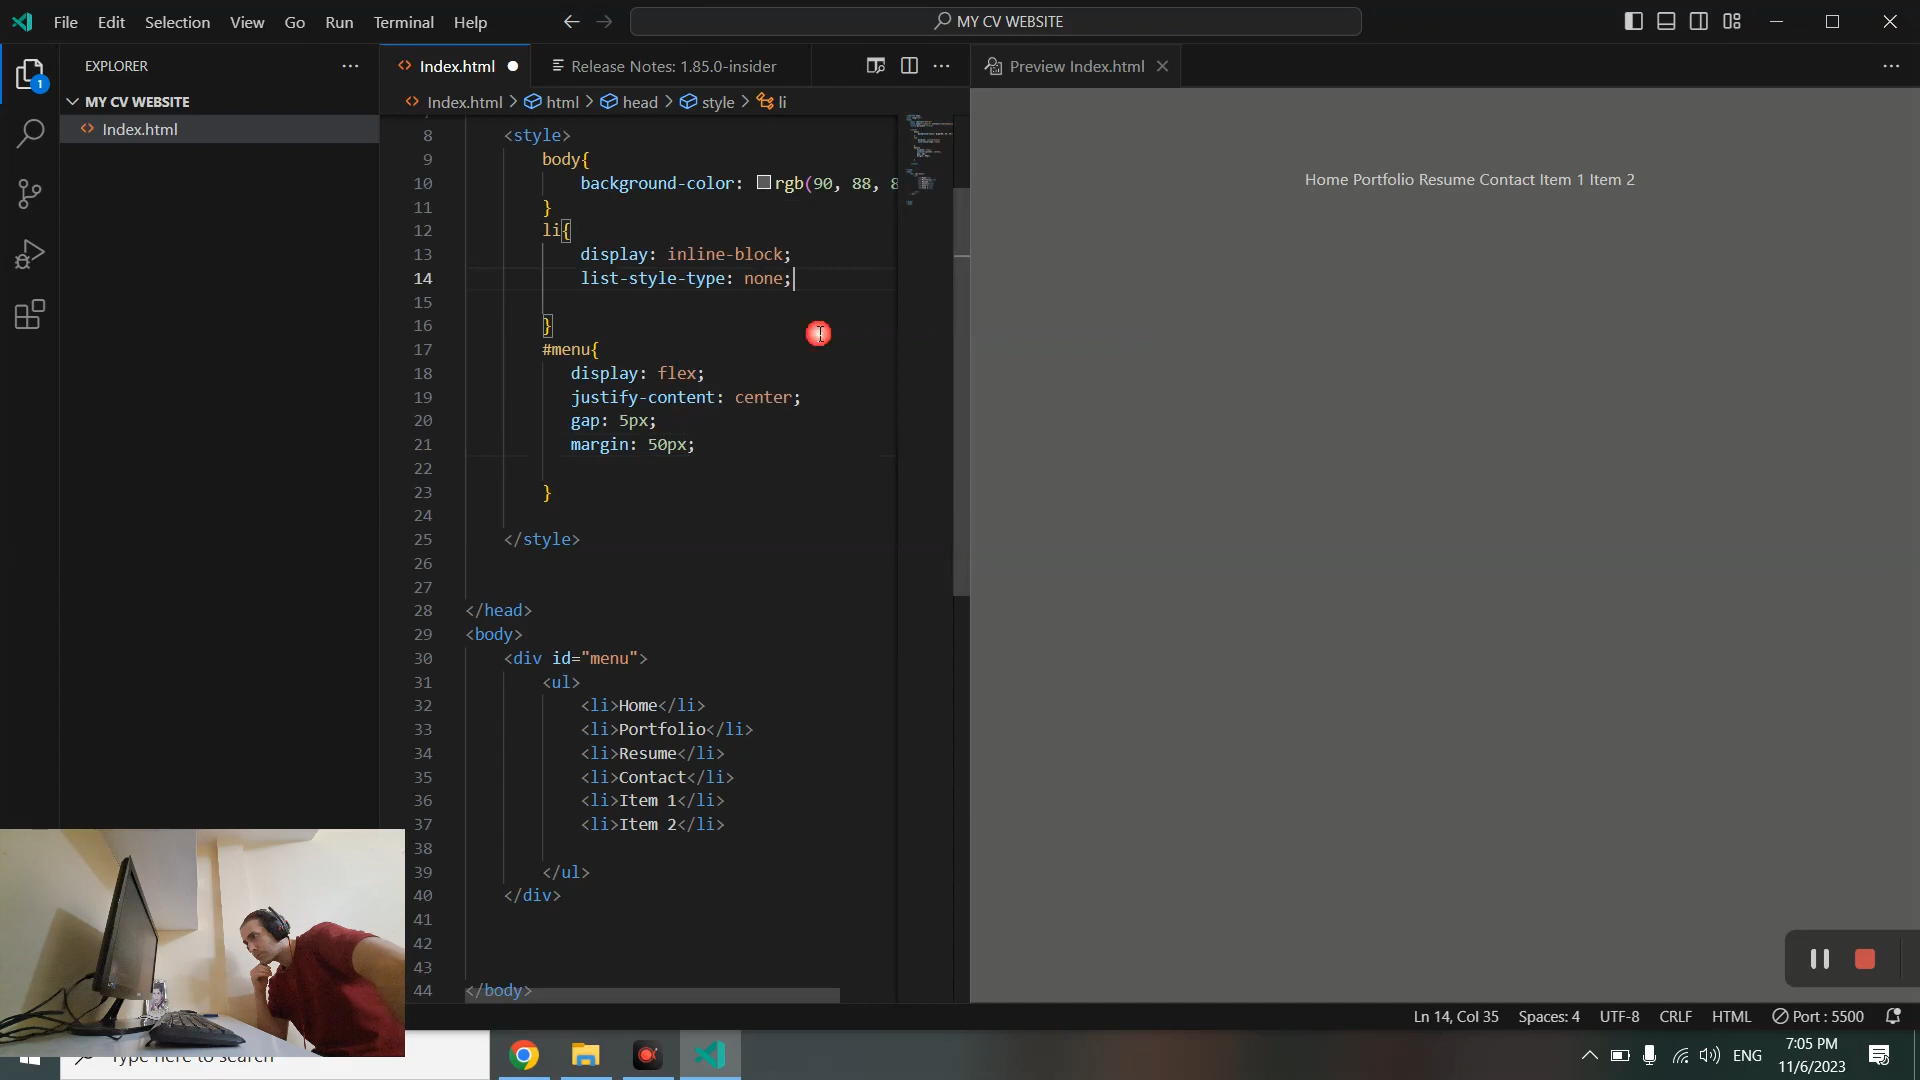 File Edit Selection View Go Run Terminal Help
MY CV WEBSITE
EXPLORER
MY CV WEBSITE
Index.html
1
Index.html
Release Notes: 1.85.0-insider
Preview Index.html
Index.html > html > head > style > li
8 <style>
9 body{
10 background-color: rgb(90, 88, 8
11 }
12 li{
13 display: inline-block;
14 list-style-type: none;
15
16 }
17 #menu{
18 display: flex;
19 justify-content: center;
20 gap: 5px;
21 margin: 50px;
22
23 }
24
25 </style>
26
27
28 </head>
29 <body>
30 <div id="menu">
31 <ul>
32 <li>Home</li>
33 <li>Portfolio</li>
34 <li>Resume</li>
35 <li>Contact</li>
36 <li>Item 1</li>
37 <li>Item 2</li>
38
39 </ul>
40 </div>
41
42
43
44 </body>
Home Portfolio Resume Contact Item 1 Item 2
Ln 14, Col 35 Spaces: 4 UTF-8 CRLF HTML Port : 5500
Type here to search
ENG
7:05 PM
11/6/2023